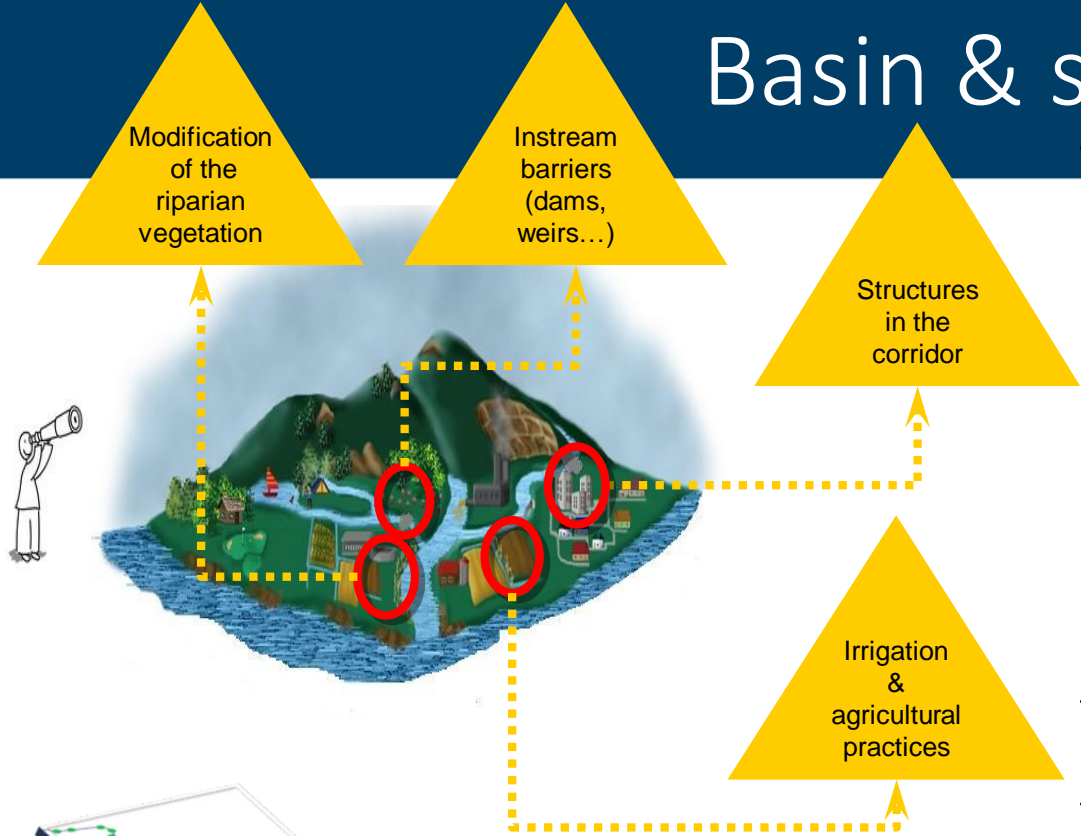 Basin & s
Modification
of the
riparian
vegetation
Instream
barriers
(dams,
weirs…)
Structures
in the
corridor
Irrigation
&
agricultural
practices